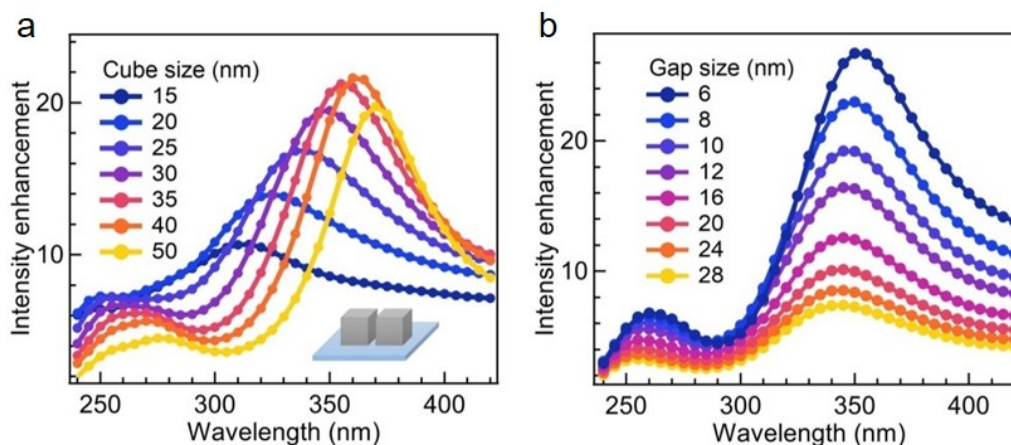 a
Intensity enhancement
20
10
Cube size (nm)
15
20
25
30
35
40
50
250 300 350 400
Wavelength (nm)
b
Intensity enhancement
20
10
Gap size (nm)
6
8
10
12
16
20
24
28
250 300 350 400
Wavelength (nm)